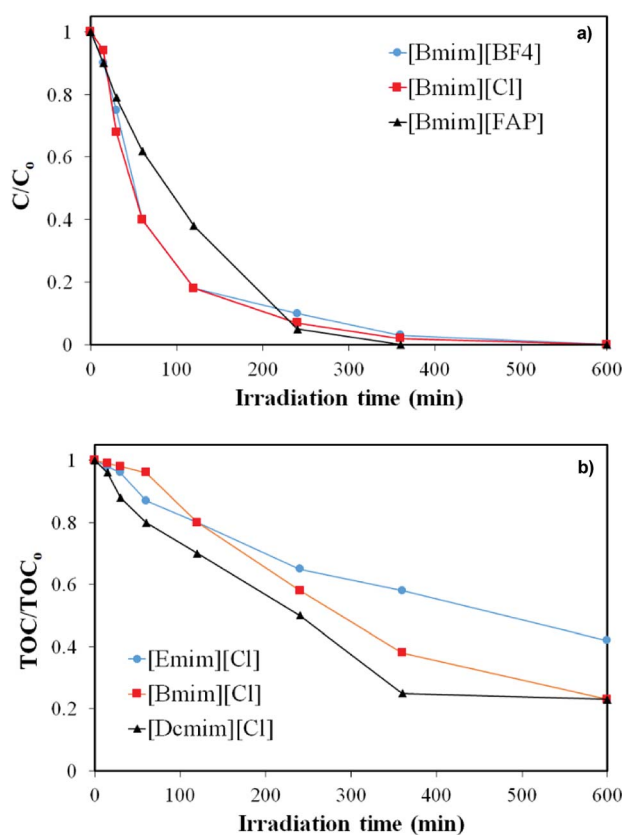 a)
[Bmim][BF4]
[Bmim][Cl]
[Bmim][FAP]
C/Co
1
0.8
0.6
0.4
0.2
0
0 100 200 300 400 500 600
Irradiation time (min)
b)
TOC/TOCo
1
0.8
0.6
0.4
0.2
0
[Emim][Cl]
[Bmim][Cl]
[Dcmim][Cl]
0 100 200 300 400 500 600
Irradiation time (min)